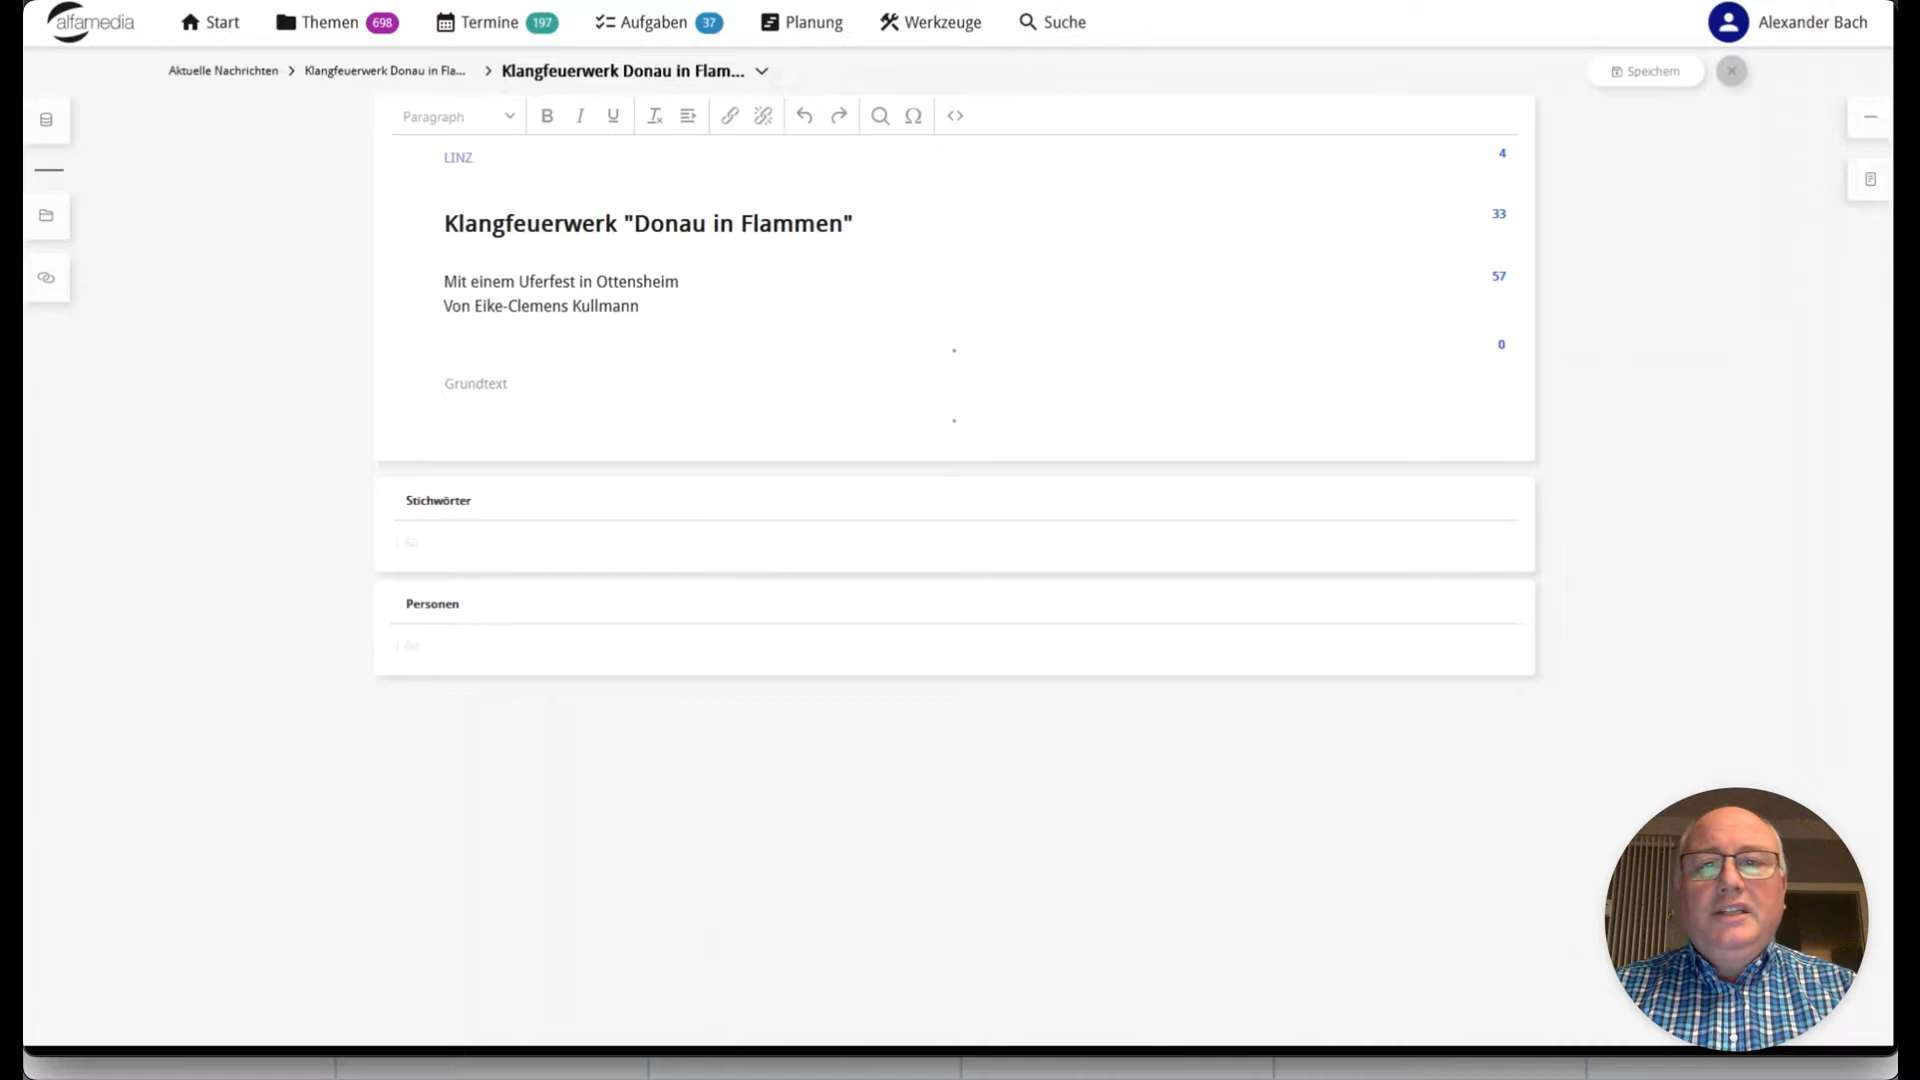 alfamedia
Start
Themen 698
Termine 197
Aufgaben 37
Planung
Werkzeuge
Suche
Alexander Bach
Aktuelle Nachrichten > Klangfeuerwerk Donau in Fla... > Klangfeuerwerk Donau in Flam...
Speichern
Paragraph
LINZ
4
Klangfeuerwerk "Donau in Flammen"
33
Mit einem Uferfest in Ottensheim
57
Von Eike-Clemens Kullmann
0
Grundtext
Stichwörter
Personen